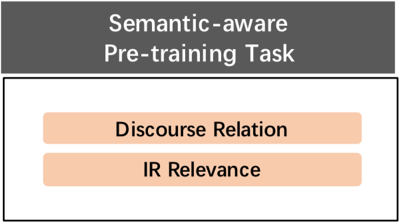 Semantic-aware
Pre-training Task
Discourse Relation
IR Relevance